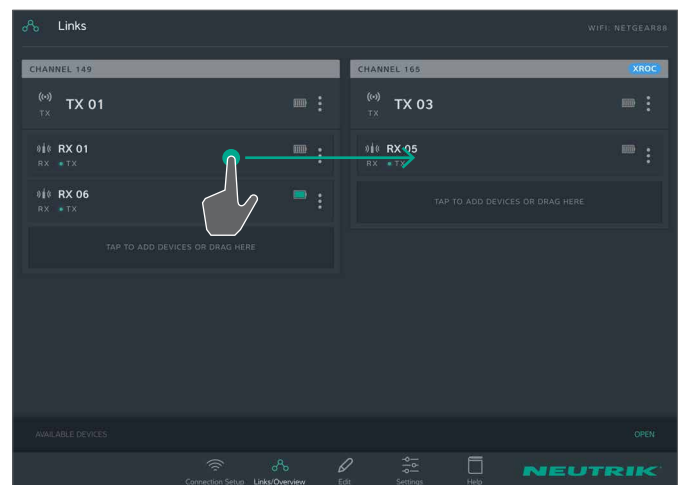 Links
WIFI: NETGEAR88
CHANNEL 149
TX 01
TX
RX 01
RX TX
RX 06
RX TX
TAP TO ADD DEVICES OR DRAG HERE
CHANNEL 165 XROC
TX 03
TX
RX 05
RX TX
TAP TO ADD DEVICES OR DRAG HERE
AVAILABLE DEVICES
OPEN
Connection Setup Links/Overview Edit Settings Help
NEUTRIK